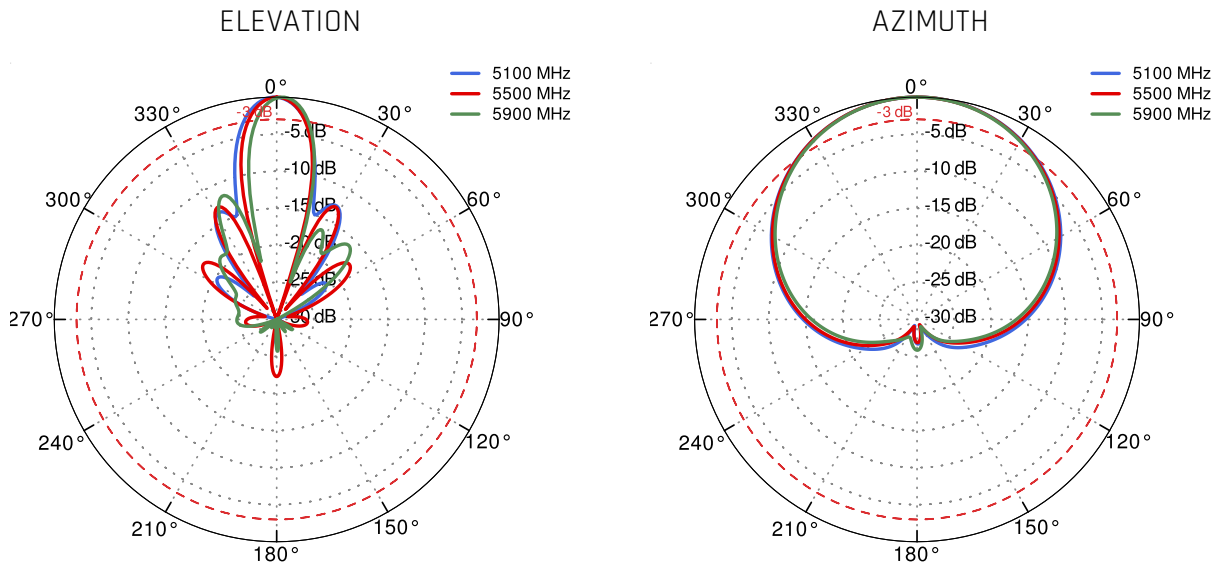 ELEVATION
5100 MHz
5500 MHz
5900 MHz
0°
330°
30°
-3 dB
-5 dB
-10 dB
300°
60°
-15 dB
-20 dB
-25 dB
-30 dB
270°
90°
240°
120°
210°
150°
180°
AZIMUTH
5100 MHz
5500 MHz
5900 MHz
0°
330°
30°
-3 dB
-5 dB
-10 dB
300°
60°
-15 dB
-20 dB
-25 dB
-30 dB
270°
90°
240°
120°
210°
150°
180°